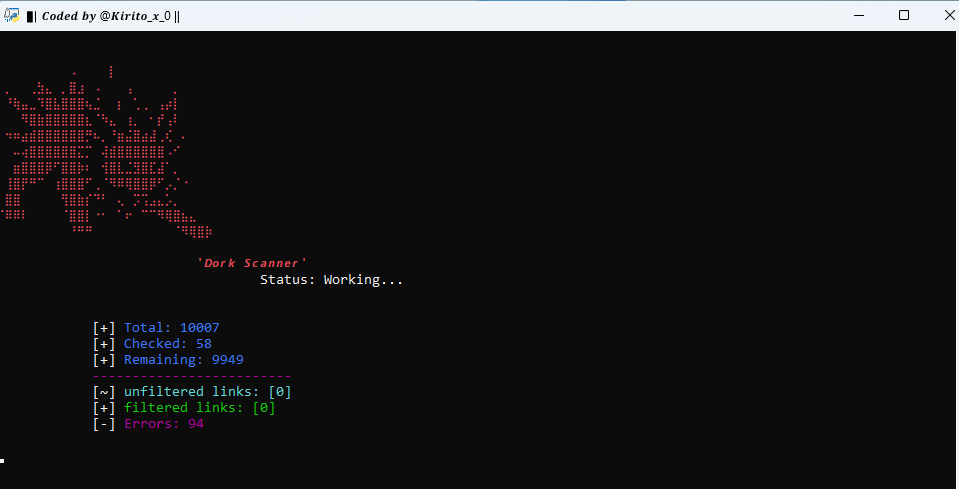 || Coded by @Kirito_x_0 ||
'Dork Scanner'
Status: Working...
[+] Total: 10007
[+] Checked: 58
[+] Remaining: 9949
-------------------------
[~] unfiltered links: [0]
[+] filtered links: [0]
[-] Errors: 94